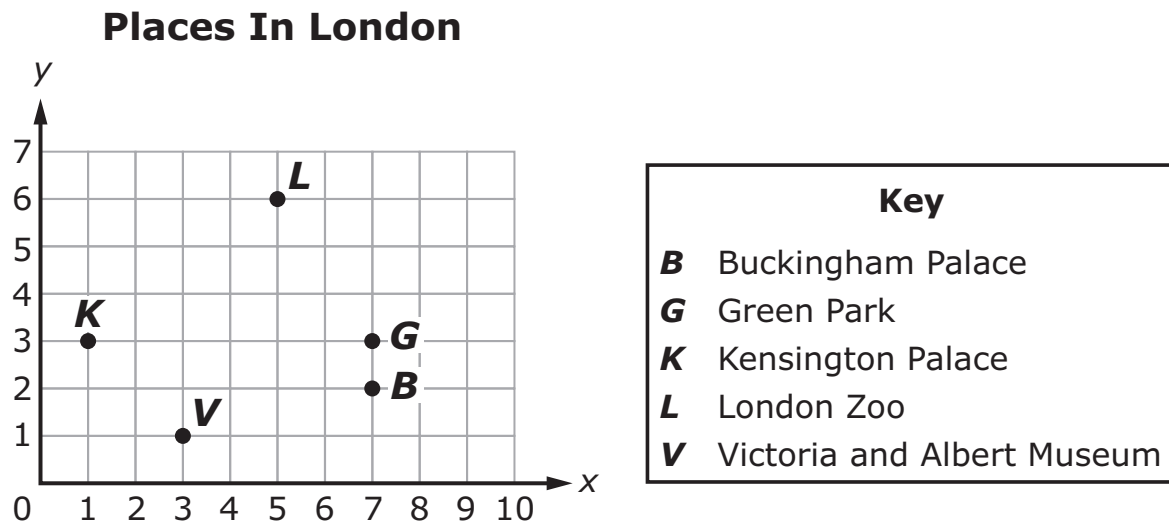 Places In London
y
7
L
6
5
4
K
3
G
2
B
V
1
x
0 1 2 3 4 5 6 7 8 9 10
Key
B Buckingham Palace
G Green Park
K Kensington Palace
L London Zoo
V Victoria and Albert Museum